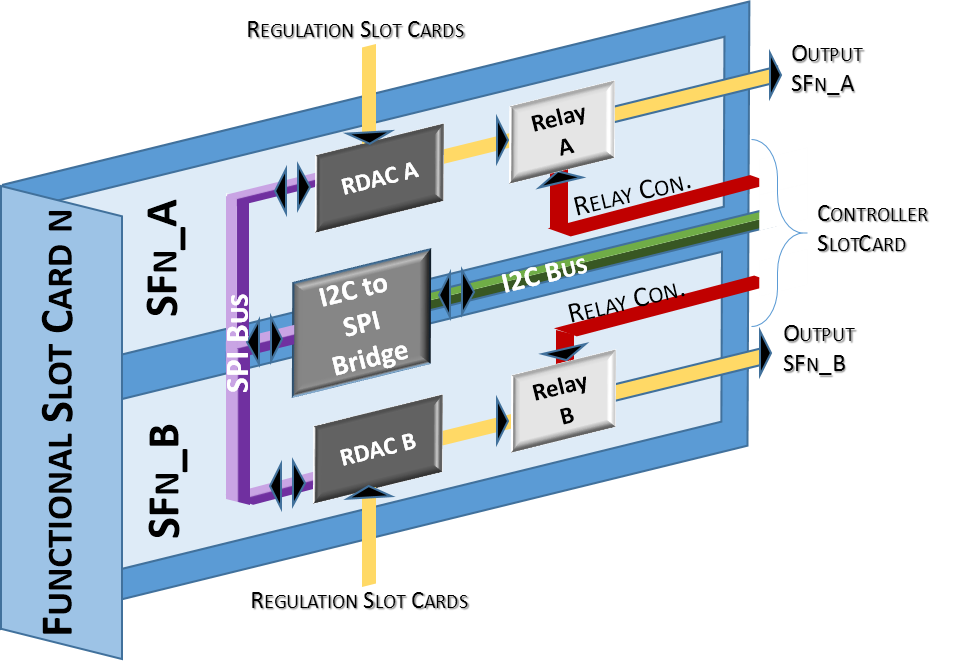 REGULATION SLOT CARDS
OUTPUT
SFN_A
Relay
A
RDAC A
RELAY CON.
CONTROLLER
SLOTCARD
SFN_A
I2C BUS
I2C to
SPI
Bridge
SPI BUS
RELAY CON.
OUTPUT
SFN_B
Relay
B
RDAC B
SFN_B
FUNCTIONAL SLOT CARD N
REGULATION SLOT CARDS